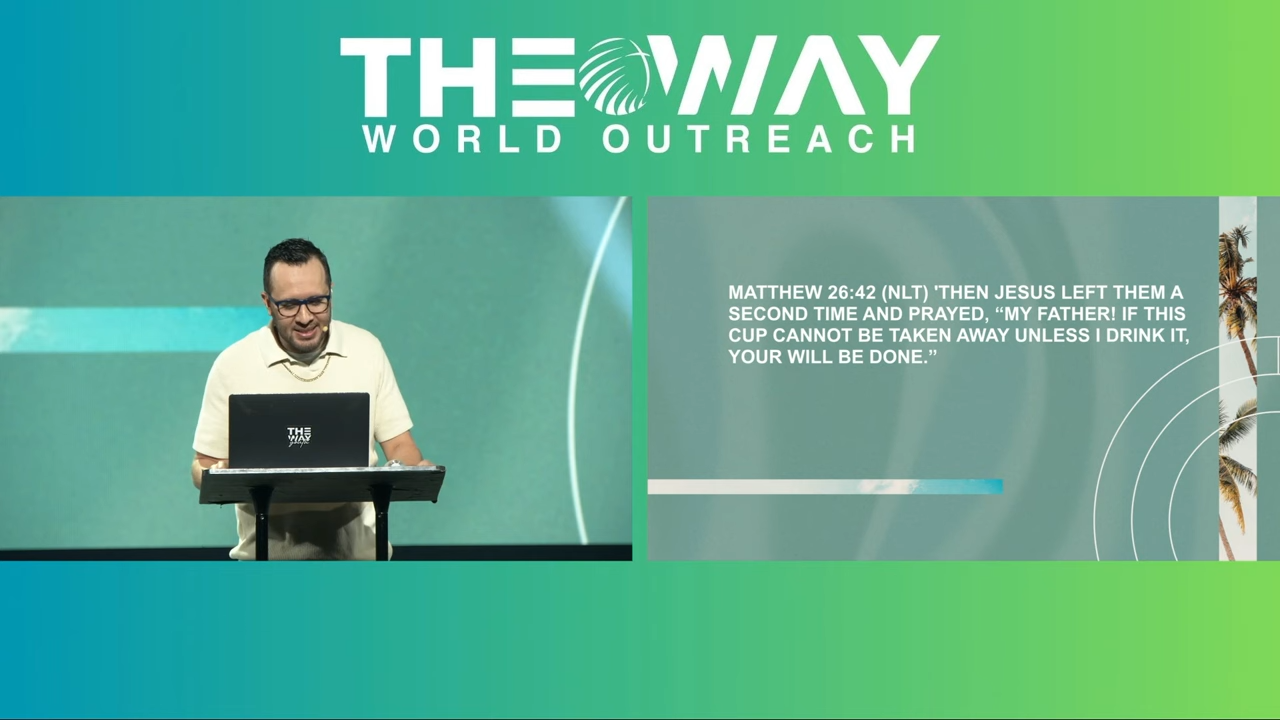 THE WAY
WORLD OUTREACH
THE
WAY
MATTHEW 26:42 (NLT) 'THEN JESUS LEFT THEM A
SECOND TIME AND PRAYED, “MY FATHER! IF THIS
CUP CANNOT BE TAKEN AWAY UNLESS I DRINK IT,
YOUR WILL BE DONE.”